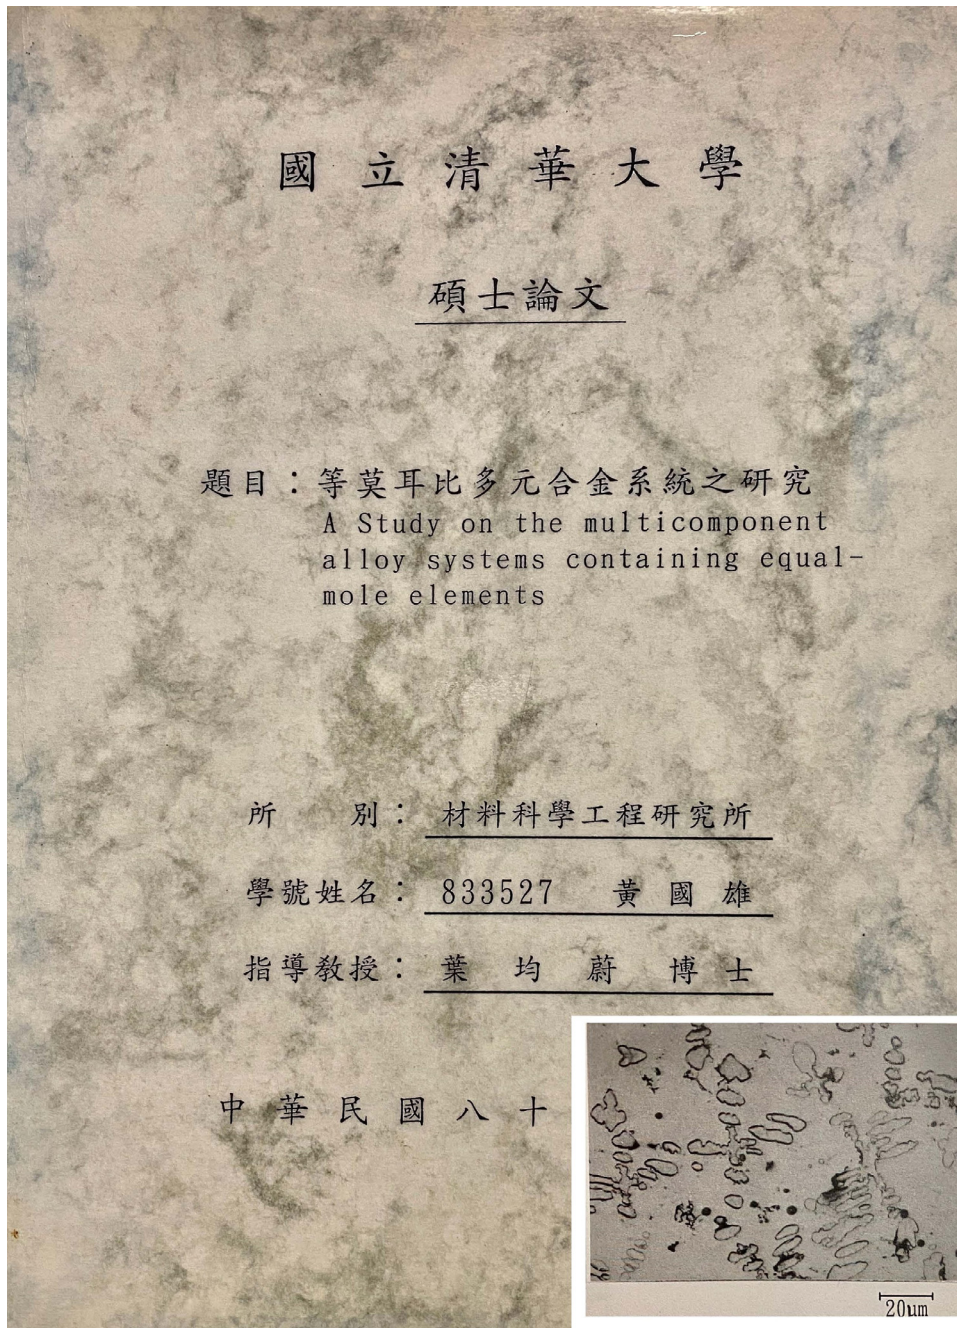 國立清華大學
碩士論文
題目：等莫耳比多元合金系統之研究
A Study on the multicomponent
alloy systems containing equal-
mole elements
所 別： 材料科學工程研究所
學號姓名： 833527 黃國雄
指導教授： 葉均蔚 博士
中華民國八十
20um